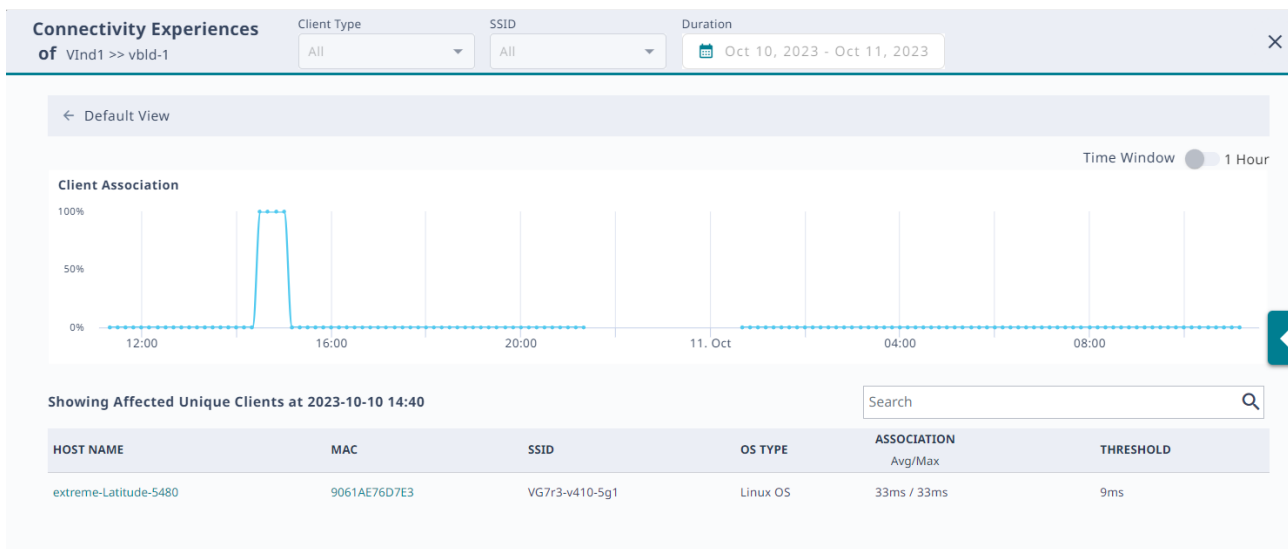 Connectivity Experiences
of VInd1 >> vbld-1
Client Type
All
SSID
All
Duration
Oct 10, 2023 - Oct 11, 2023
Default View
Time Window 1 Hour
Client Association
100%
50%
0%
12:00 16:00 20:00 11. Oct 04:00 08:00
Showing Affected Unique Clients at 2023-10-10 14:40
Search
HOST NAME MAC SSID OS TYPE ASSOCIATION Avg/Max THRESHOLD
extreme-Latitude-5480 9061AE76D7E3 VG7r3-v410-5g1 Linux OS 33ms / 33ms 9ms